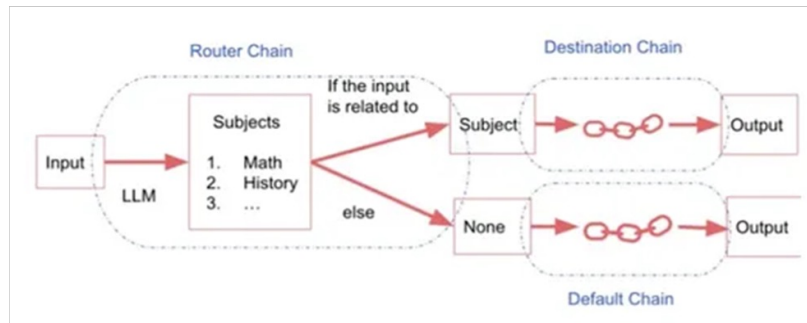 Router Chain
Destination Chain
If the input
is related to
Subjects
1. Math
2. History
3. ...
Input
LLM
else
Subject
Output
None
Output
Default Chain